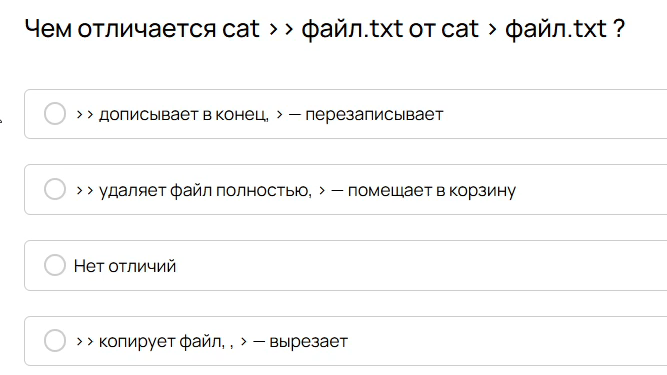 Чем отличается cat >> файл.txt от cat > файл.txt ?
>> дописывает в конец, > — перезаписывает
>> удаляет файл полностью, > — помещает в корзину
Нет отличий
>> копирует файл, , > — вырезает